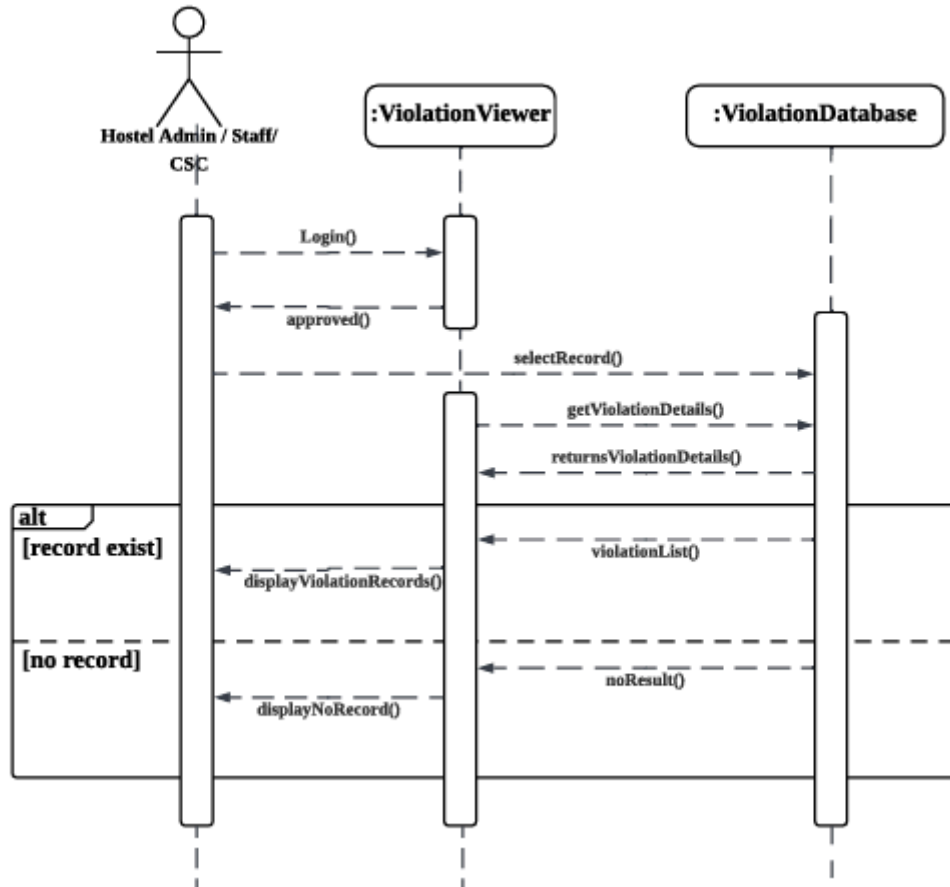 Hostel Admin / Staff/
CSC
:ViolationViewer
:ViolationDatabase
Login()
approved()
selectRecord()
getViolationDetails()
returnsViolationDetails()
alt
[record exist]
violationList()
displayViolationRecords()
[no record]
noResult()
displayNoRecord()